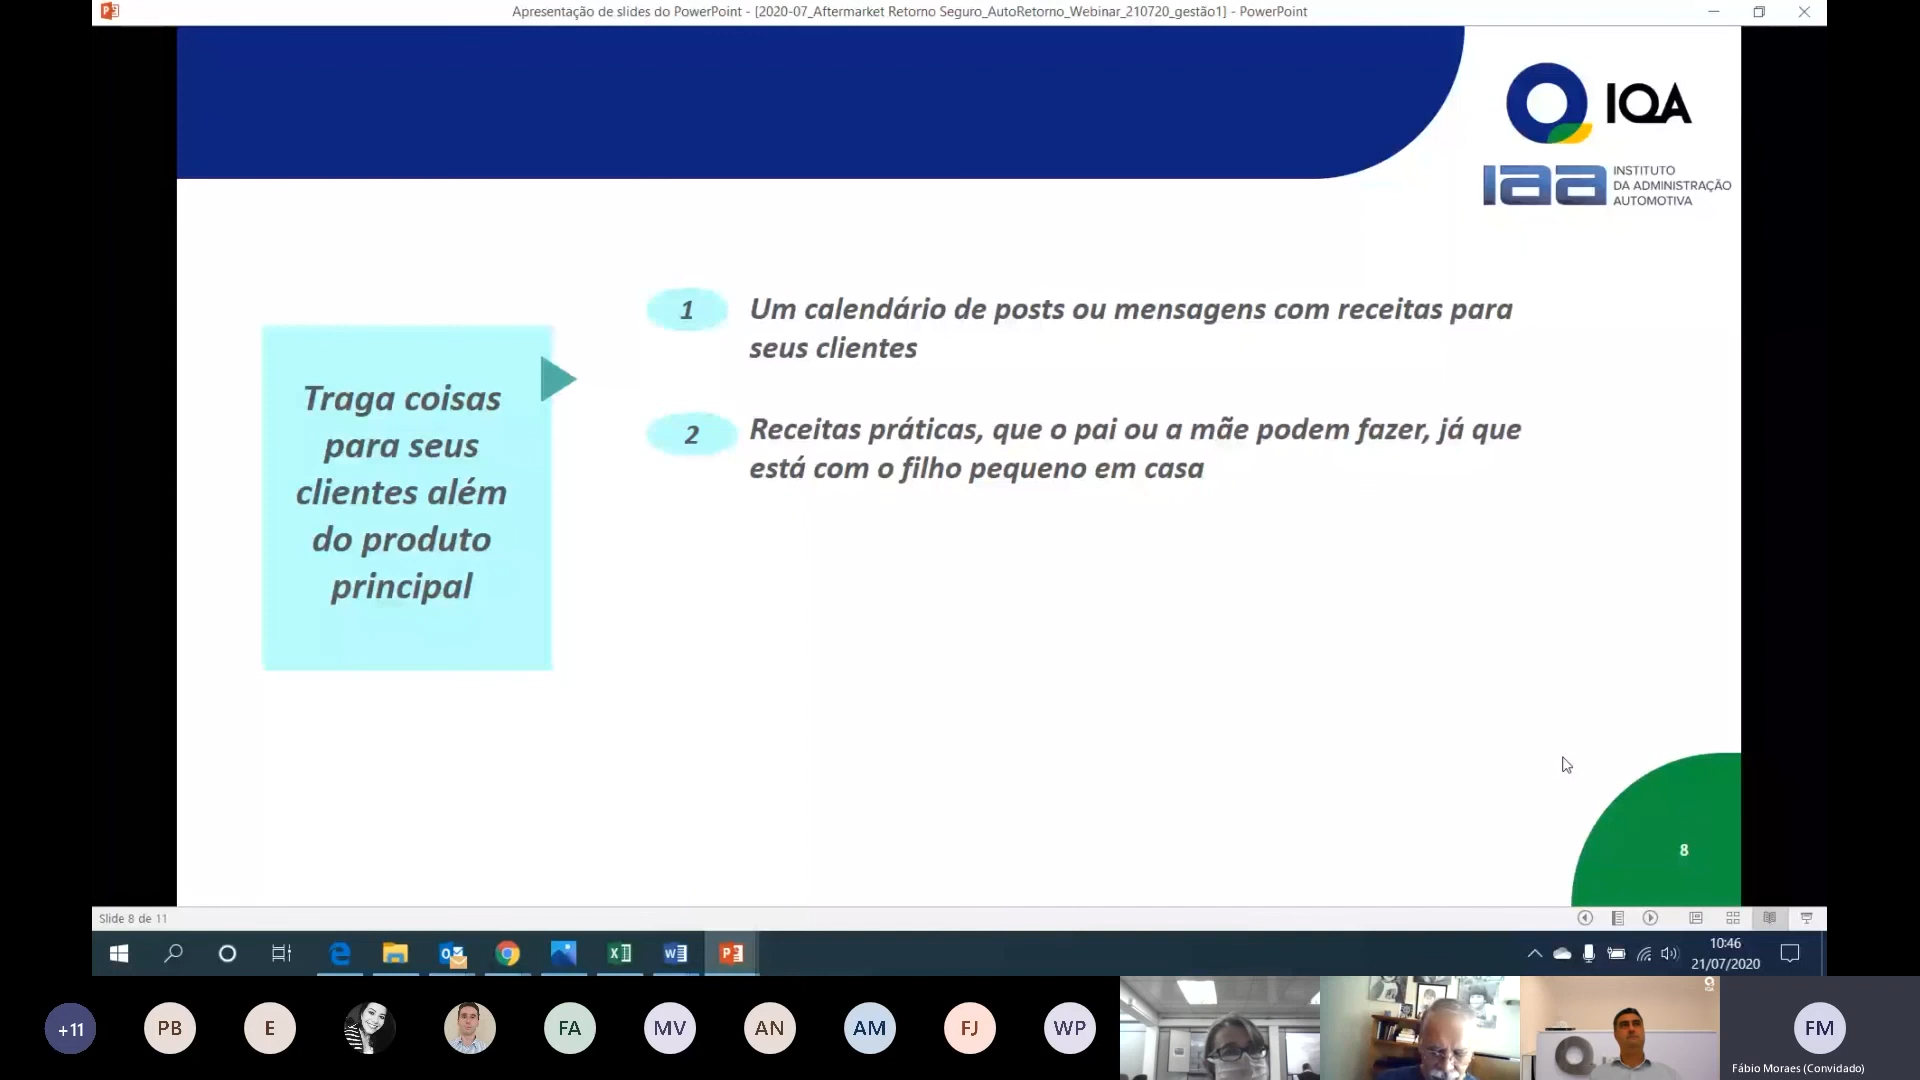 Apresentação de slides do PowerPoint - [2020-07_Aftermarket Retorno Seguro_AutoRetorno_Webinar_210720_gestão1] - PowerPoint
IQA
iaa
INSTITUTO
DA ADMINISTRAÇÃO
AUTOMOTIVA
Traga coisas
para seus
clientes além
do produto
principal
1
Um calendário de posts ou mensagens com receitas para
seus clientes
2
Receitas práticas, que o pai ou a mãe podem fazer, já que
está com o filho pequeno em casa
8
Slide 8 de 11
10:46
21/07/2020
+11
PB
E
FA
MV
AN
AM
FJ
WP
FM
Fábio Moraes (Convidado)